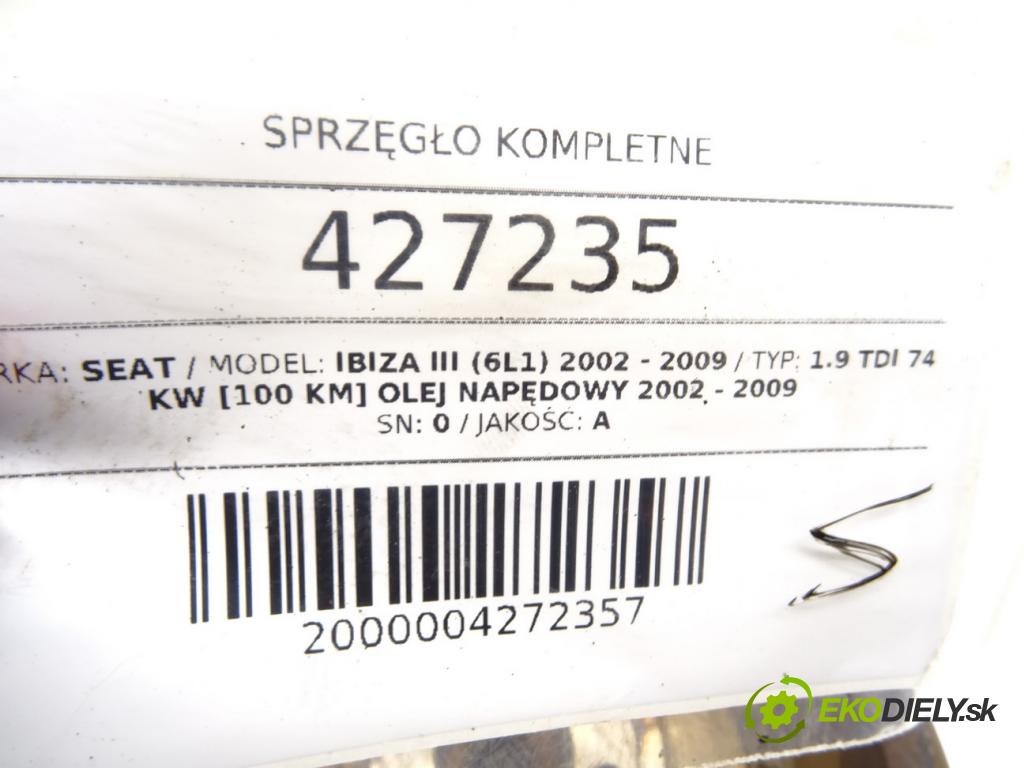 SPRZĘGŁO KOMPLETNE
427235
RKA: SEAT / MODEL: IBIZA III (6L1) 2002 - 2009 / TYP: 1.9 TDI 74
KW [100 KM] OLEJ NAPĘDOWY 2002 - 2009
SN: 0 / JAKOŚĆ: A
2000004272357
EKODIELY.sk